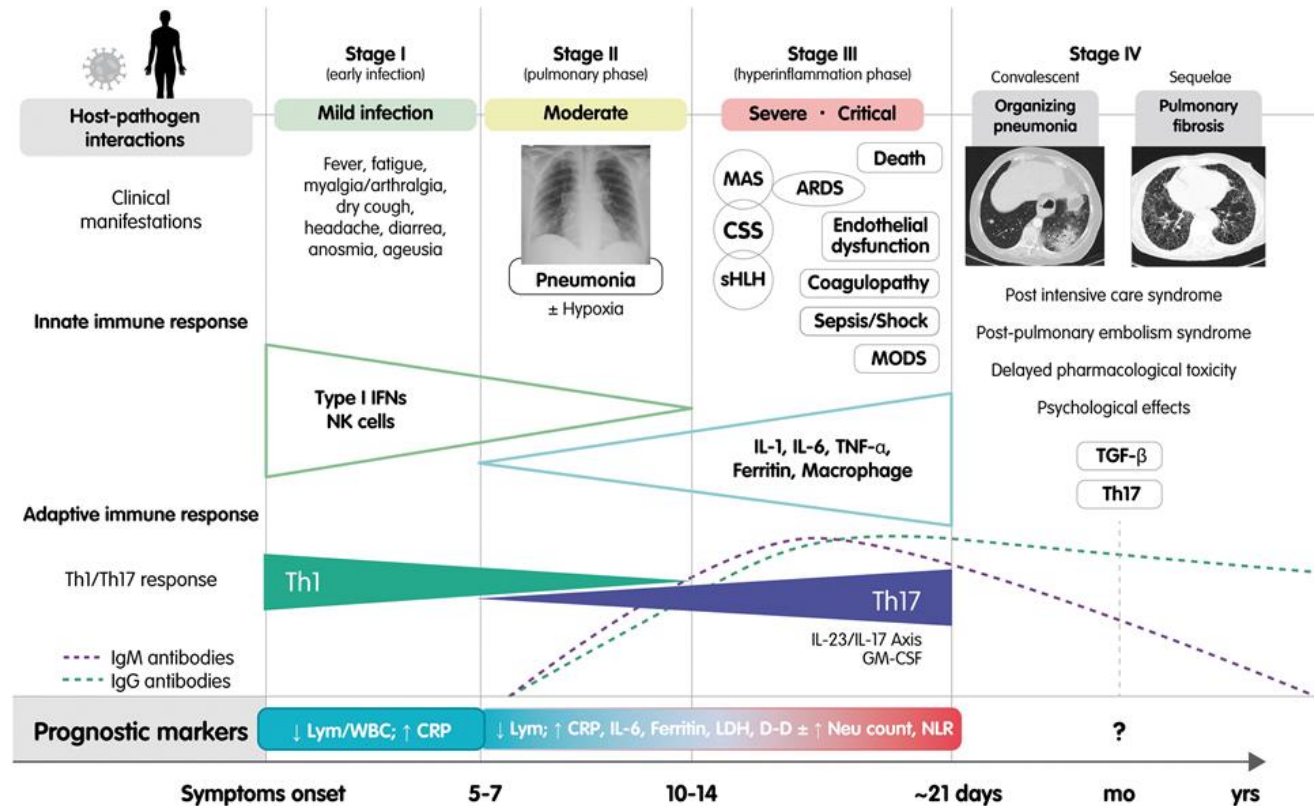 Stage I
(early infection)
Stage II
(pulmonary phase)
Stage III
(hyperinflammation phase)
Stage IV
Convalescent
Sequelae
Host-pathogen
interactions
Mild infection
Moderate
Severe · Critical
Organizing
pneumonia
Pulmonary
fibrosis
Clinical
manifestations
Fever, fatigue,
myalgia/arthralgia,
dry cough,
headache, diarrea,
anosmia, ageusia
Pneumonia
± Hypoxia
MAS
CSS
sHLH
ARDS
Death
Endothelial
dysfunction
Coagulopathy
Sepsis/Shock
MODS
Post intensive care syndrome
Post-pulmonary embolism syndrome
Delayed pharmacological toxicity
Psychological effects
TGF-β
Th17
Innate immune response
Type I IFNs
NK cells
IL-1, IL-6, TNF-α,
Ferritin, Macrophage
Adaptive immune response
Th1/Th17 response
Th1
Th17
IL-23/IL-17 Axis
GM-CSF
IgM antibodies
IgG antibodies
Prognostic markers
↓ Lym/WBC; ↑ CRP
↓ Lym; ↑ CRP, IL-6, Ferritin, LDH, D-D ± ↑ Neu count, NLR
?
Symptoms onset
5-7
10-14
~21 days
mo
yrs